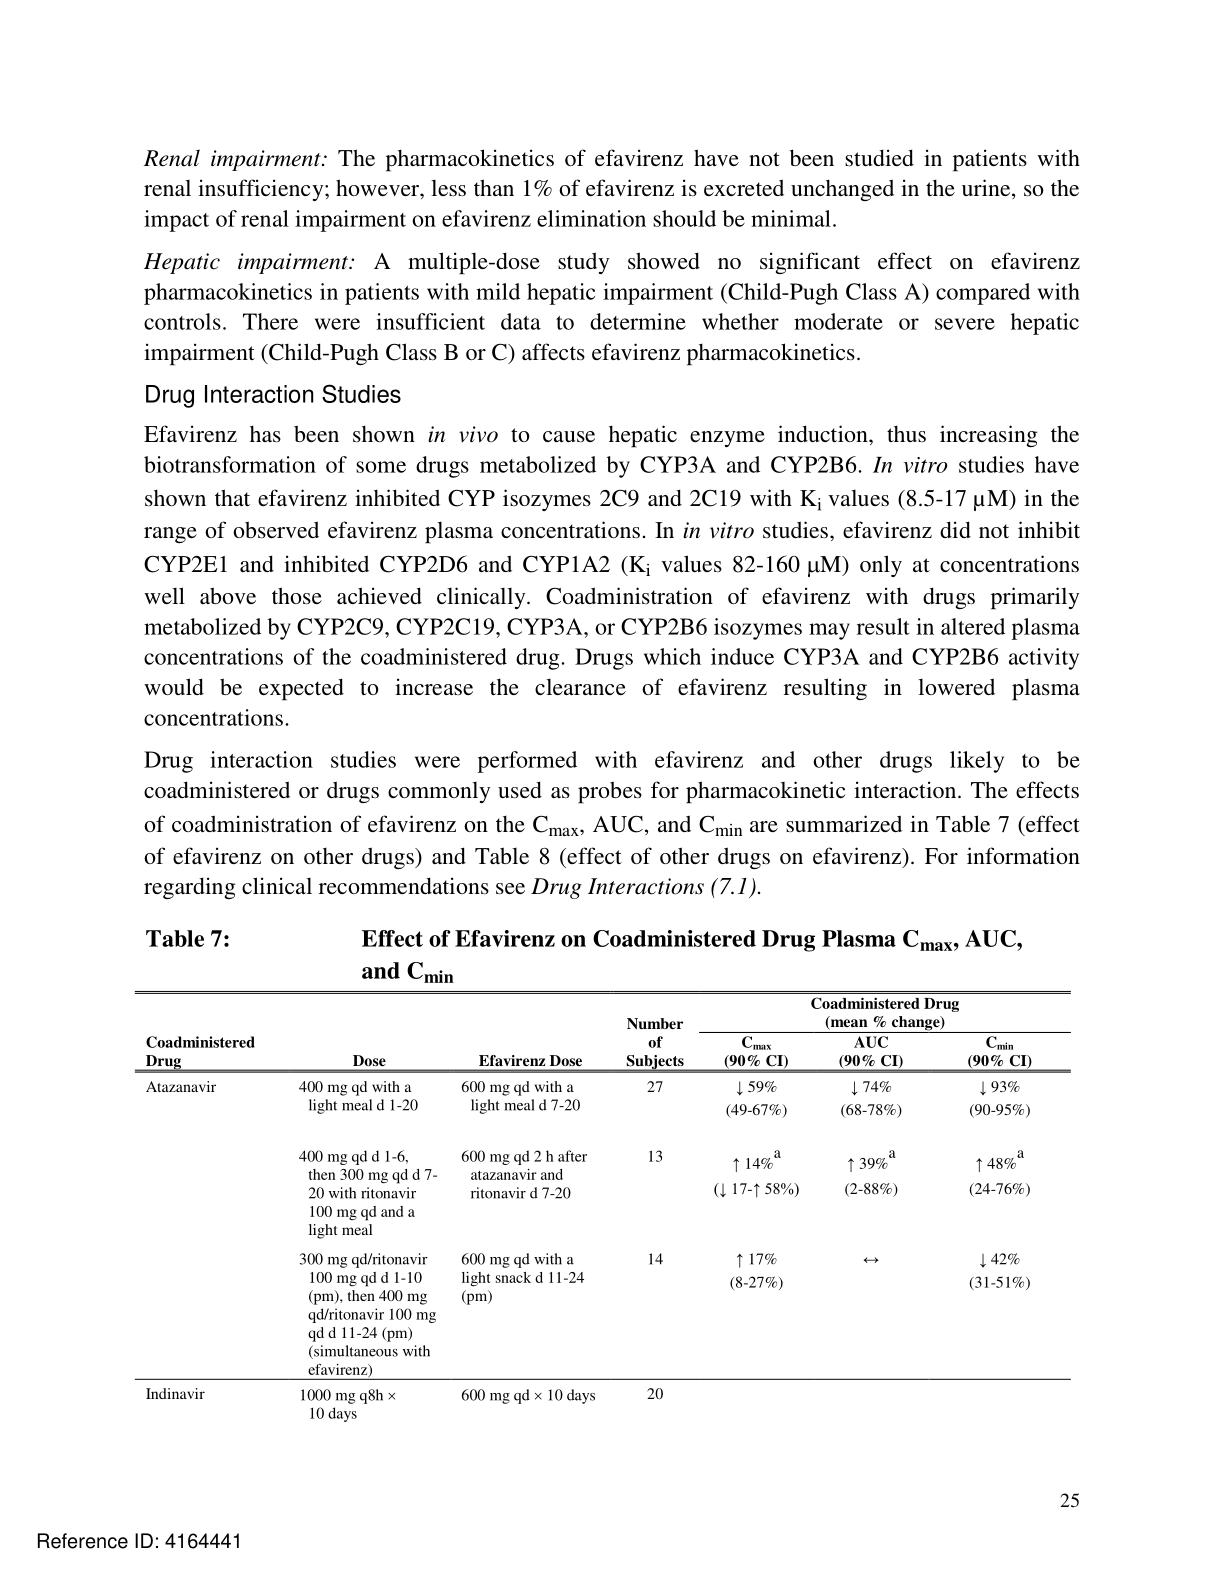 Renal impairment: The pharmacokinetics of efavirenz have not been studied in patients with
renal insufficiency; however, less than 1% of efavirenz is excreted unchanged in the urine, so the
impact of renal impairment on efavirenz elimination should be minimal.
Hepatic impairment: A multiple-dose study showed no significant effect on efavirenz
pharmacokinetics in patients with mild hepatic impairment (Child-Pugh Class A) compared with
controls. There were insufficient data to determine whether moderate or severe hepatic
impairment (Child-Pugh Class B or C) affects efavirenz pharmacokinetics.
Drug Interaction Studies
Efavirenz has been shown in vivo to cause hepatic enzyme induction, thus increasing the
biotransformation of some drugs metabolized by CYP3A and CYP2B6. In vitro studies have
shown that efavirenz inhibited CYP isozymes 2C9 and 2C19 with Ki values (8.5-17 µM) in the
range of observed efavirenz plasma concentrations. In in vitro studies, efavirenz did not inhibit
CYP2E1 and inhibited CYP2D6 and CYP1A2 (Ki values 82-160 µM) only at concentrations
well above those achieved clinically. Coadministration of efavirenz with drugs primarily
metabolized by CYP2C9, CYP2C19, CYP3A, or CYP2B6 isozymes may result in altered plasma
concentrations of the coadministered drug. Drugs which induce CYP3A and CYP2B6 activity
would be expected to increase the clearance of efavirenz resulting in lowered plasma
concentrations.
Drug interaction studies were performed with efavirenz and other drugs likely to be
coadministered or drugs commonly used as probes for pharmacokinetic interaction. The effects
of coadministration of efavirenz on the Cmax, AUC, and Cmin are summarized in Table 7 (effect
of efavirenz on other drugs) and Table 8 (effect of other drugs on efavirenz). For information
regarding clinical recommendations see Drug Interactions (7.1).
Table 7: Effect of Efavirenz on Coadministered Drug Plasma Cmax, AUC,
and Cmin
Coadministered Drug
(mean % change)
Number
Coadministered of Cmax AUC Cmin
Drug Dose Efavirenz Dose Subjects (90% CI) (90% CI) (90% CI)
Atazanavir 400 mg qd with a 600 mg qd with a 27 ↓ 59% ↓ 74% ↓ 93%
light meal d 1-20 light meal d 7-20 (49-67%) (68-78%) (90-95%)
400 mg qd d 1-6, 600 mg qd 2 h after 13 ↑ 14%a ↑ 39%a ↑ 48%a
then 300 mg qd d 7- atazanavir and
20 with ritonavir ritonavir d 7-20 (↓ 17-↑ 58%) (2-88%) (24-76%)
100 mg qd and a
light meal
300 mg qd/ritonavir 600 mg qd with a 14 ↑ 17% ↔ ↓ 42%
100 mg qd d 1-10 light snack d 11-24 (8-27%) (31-51%)
(pm), then 400 mg (pm)
qd/ritonavir 100 mg
qd d 11-24 (pm)
(simultaneous with
efavirenz)
Indinavir 1000 mg q8h × 600 mg qd × 10 days 20
10 days
25
Reference ID: 4164441